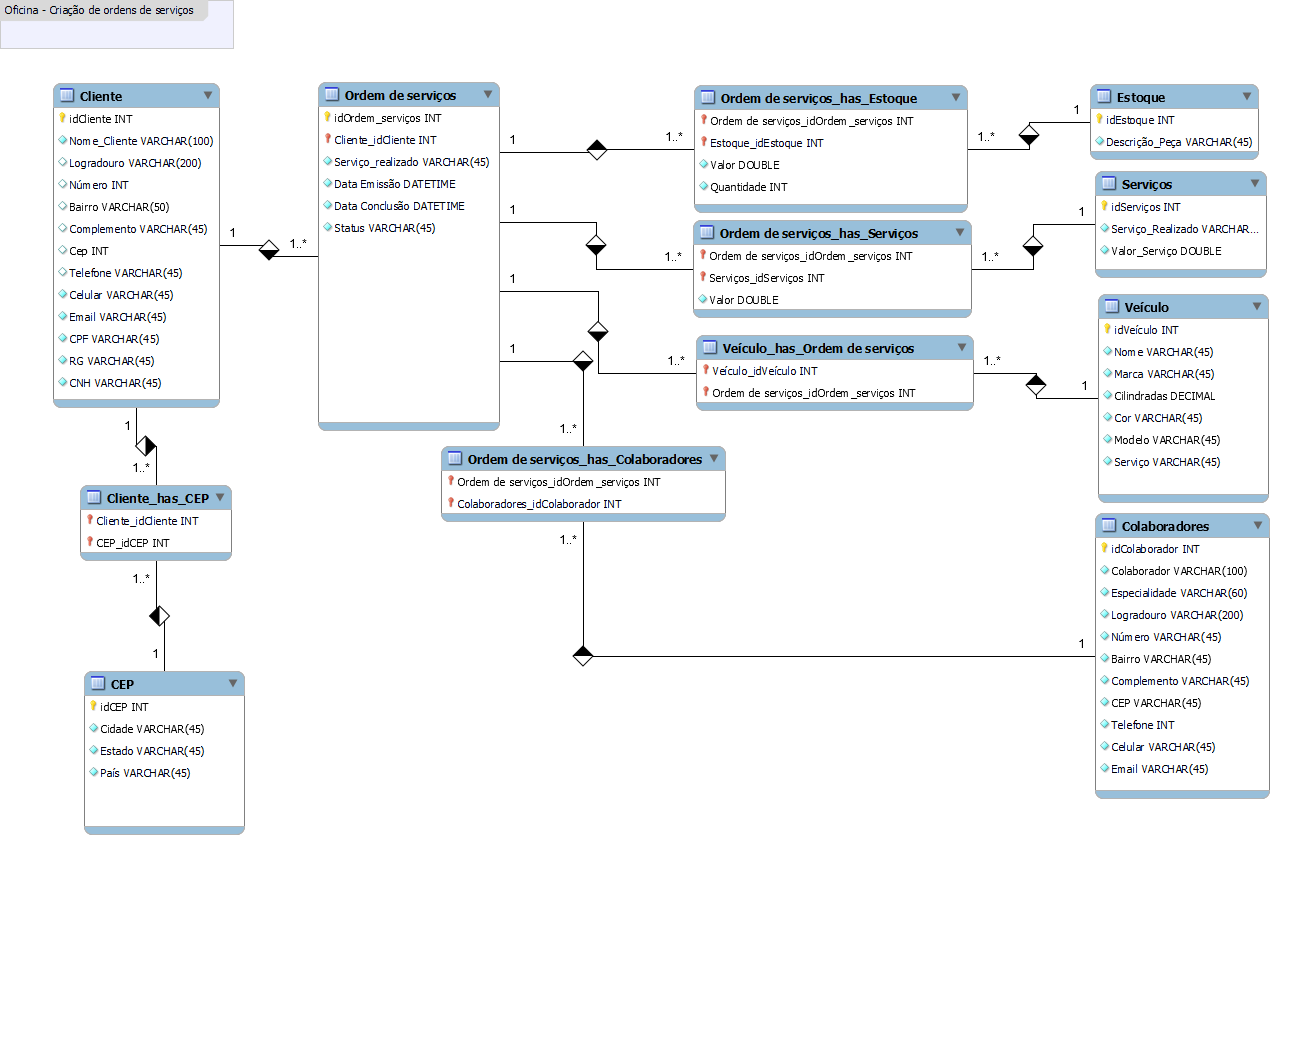 Oficina - Criação de ordens de serviços
Cliente
idCliente INT
Nome_Cliente VARCHAR(100)
Logradouro VARCHAR(200)
Número INT
Bairro VARCHAR(50)
Complemento VARCHAR(45)
Cep INT
Telefone VARCHAR(45)
Celular VARCHAR(45)
Email VARCHAR(45)
CPF VARCHAR(45)
RG VARCHAR(45)
CNH VARCHAR(45)
1
1..*
1
1..*
Cliente_has_CEP
Cliente_idCliente INT
CEP_idCEP INT
1..*
1
CEP
idCEP INT
Cidade VARCHAR(45)
Estado VARCHAR(45)
País VARCHAR(45)
Ordem de serviços
idOrdem_serviços INT
Cliente_idCliente INT
Serviço_realizado VARCHAR(45)
Data Emissão DATETIME
Data Conclusão DATETIME
Status VARCHAR(45)
1
1..*
1
1..*
1
1..*
1
1..*
Ordem de serviços_has_Estoque
Ordem de serviços_idOrdem_serviços INT
Estoque_idEstoque INT
Valor DOUBLE
Quantidade INT
1..*
1
Ordem de serviços_has_Serviços
Ordem de serviços_idOrdem_serviços INT
Serviços_idServiços INT
Valor DOUBLE
1..*
1
Veículo_has_Ordem de serviços
Veículo_idVeículo INT
Ordem de serviços_idOrdem_serviços INT
1..*
1
Ordem de serviços_has_Colaboradores
Ordem de serviços_idOrdem_serviços INT
Colaboradores_idColaborador INT
1..*
1
Estoque
idEstoque INT
Descrição_Peça VARCHAR(45)
Serviços
idServiços INT
Serviço_Realizado VARCHAR...
Valor_Serviço DOUBLE
Veículo
idVeículo INT
Nome VARCHAR(45)
Marca VARCHAR(45)
Cilindradas DECIMAL
Cor VARCHAR(45)
Modelo VARCHAR(45)
Serviço VARCHAR(45)
Colaboradores
idColaborador INT
Colaborador VARCHAR(100)
Especialidade VARCHAR(60)
Logradouro VARCHAR(200)
Número VARCHAR(45)
Bairro VARCHAR(45)
Complemento VARCHAR(45)
CEP VARCHAR(45)
Telefone INT
Celular VARCHAR(45)
Email VARCHAR(45)